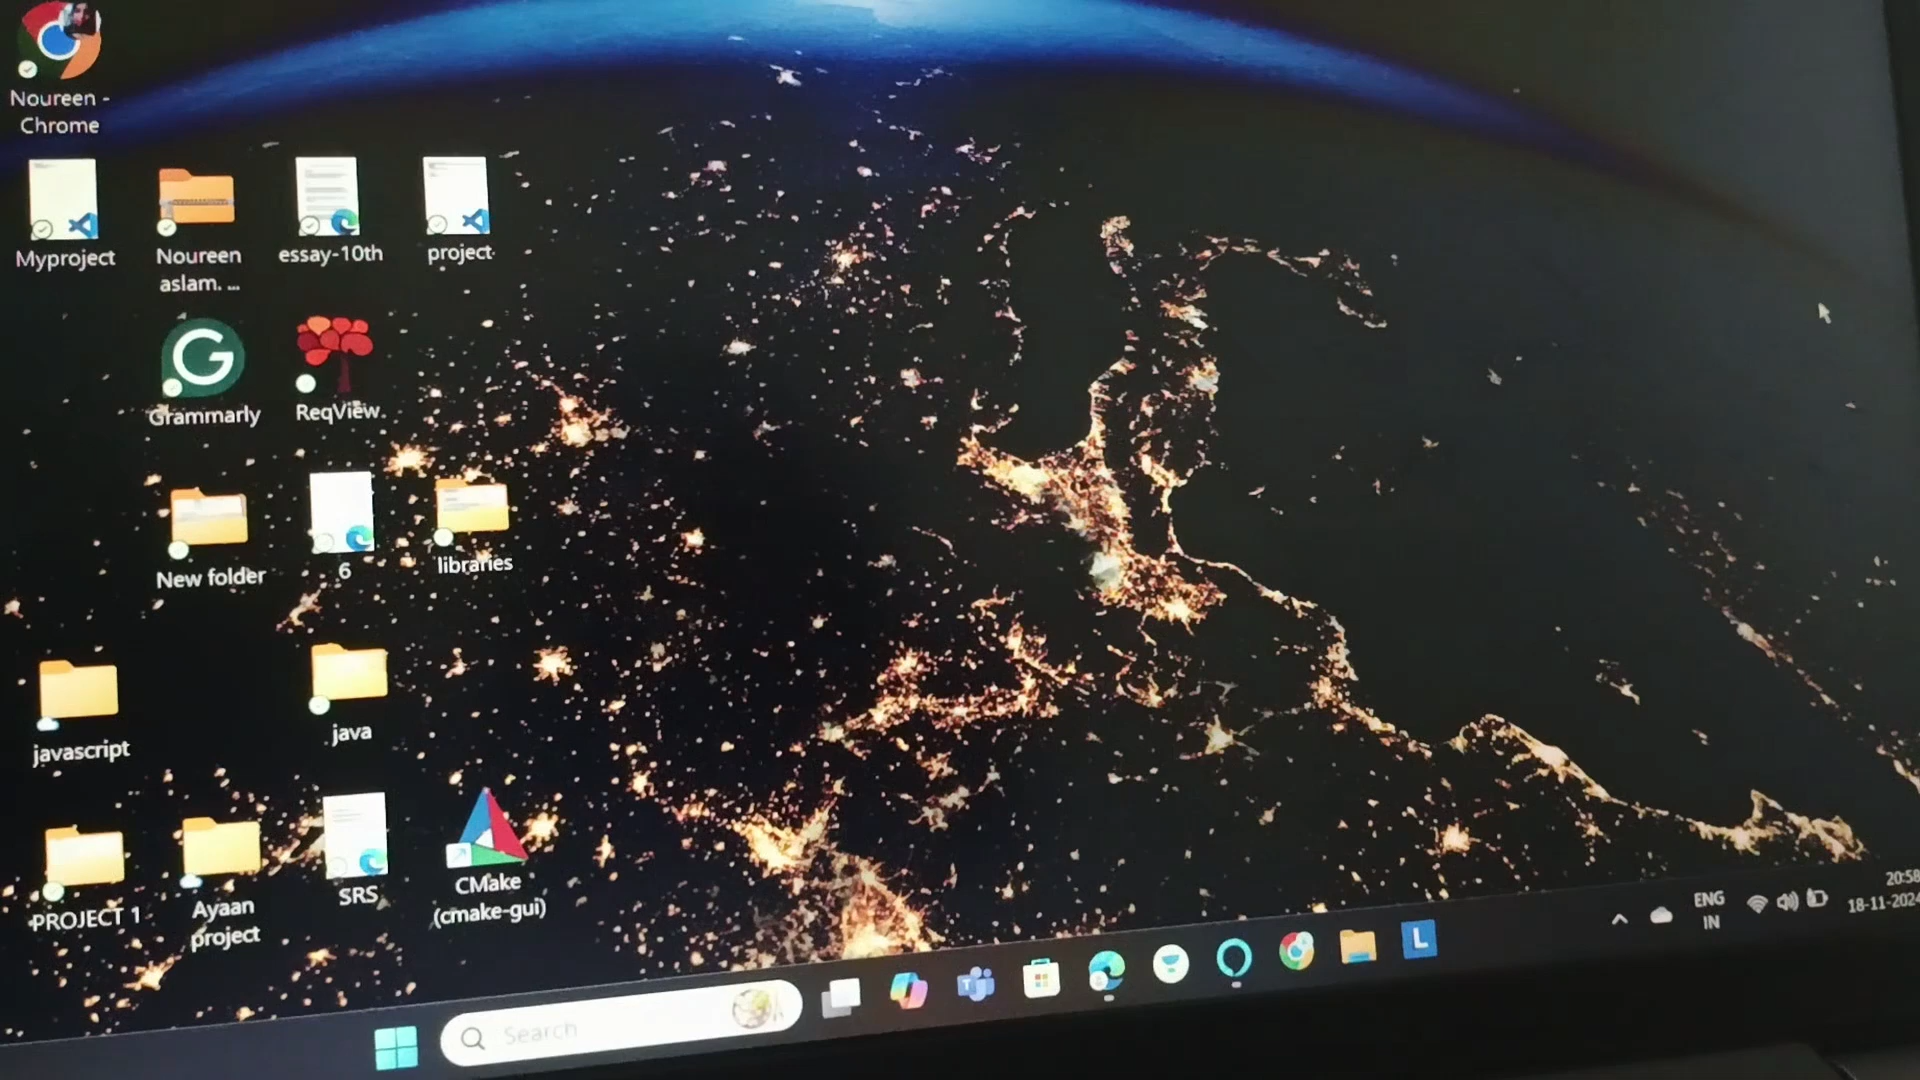 Noureen -
Chrome
Myproject
Noureen
aslam. ...
essay-10th
project
Grammarly
ReqView
New folder
6
libraries
javascript
java
PROJECT 1
Ayaan
project
SRS
CMake
(cmake-gui)
Search
L
ENG
IN
20:58
18-11-2024